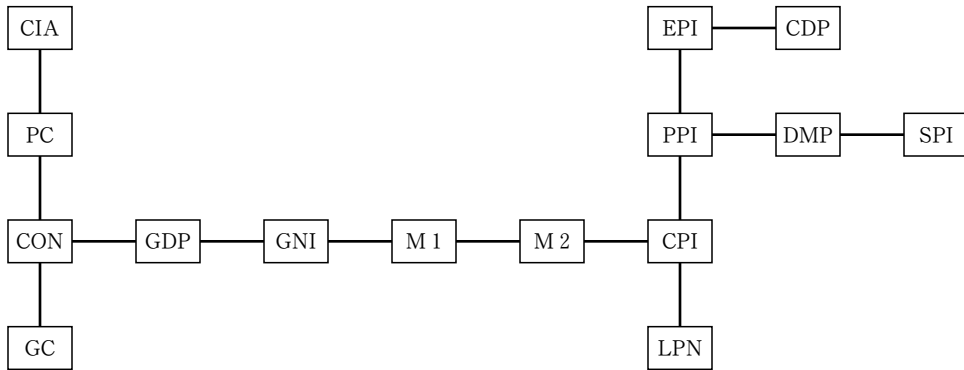 CIA
EPI
CDP
PC
PPI
DMP
SPI
CON
GDP
GNI
M 1
M 2
CPI
GC
LPN